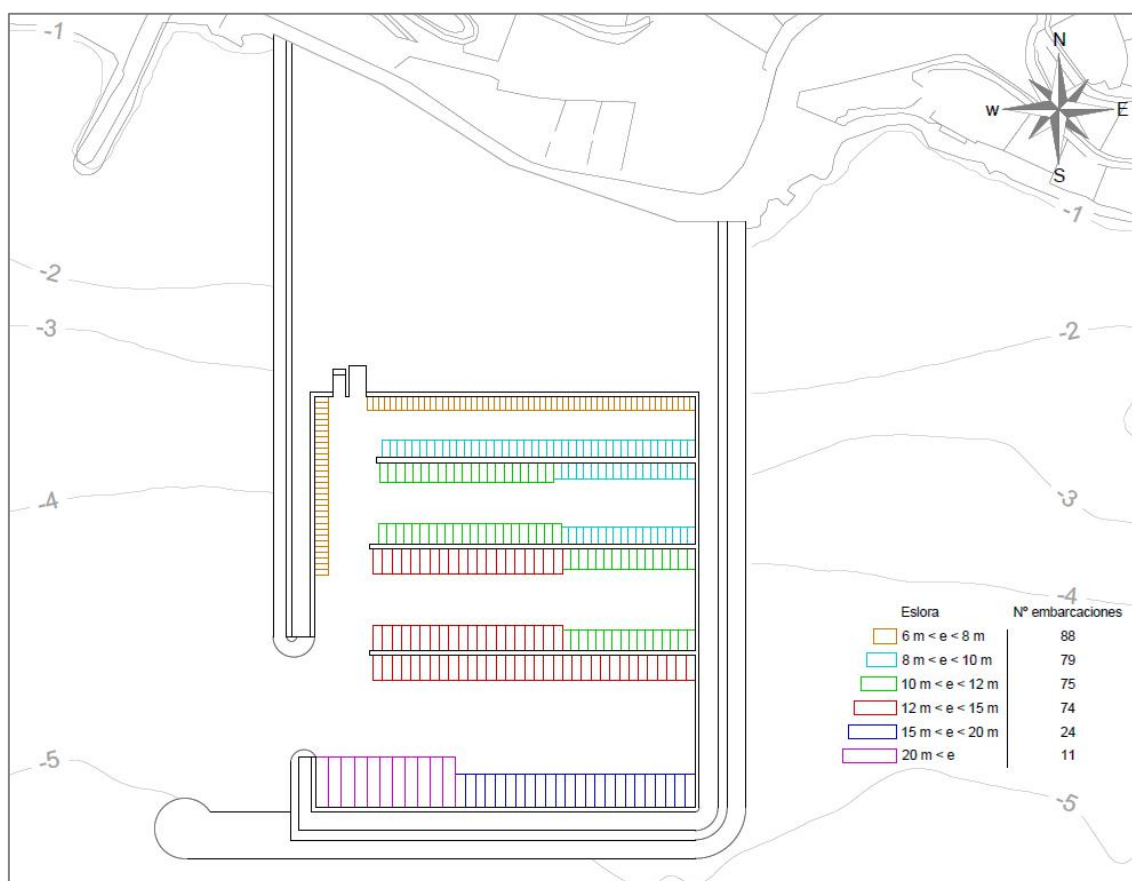 -1
N
W
E
S
-1
-2
-3
-2
-4
-3
-4
Eslora Nº embarcaciones
6 m < e < 8 m 88
8 m < e < 10 m 79
10 m < e < 12 m 75
12 m < e < 15 m 74
15 m < e < 20 m 24
20 m < e 11
-5
-5